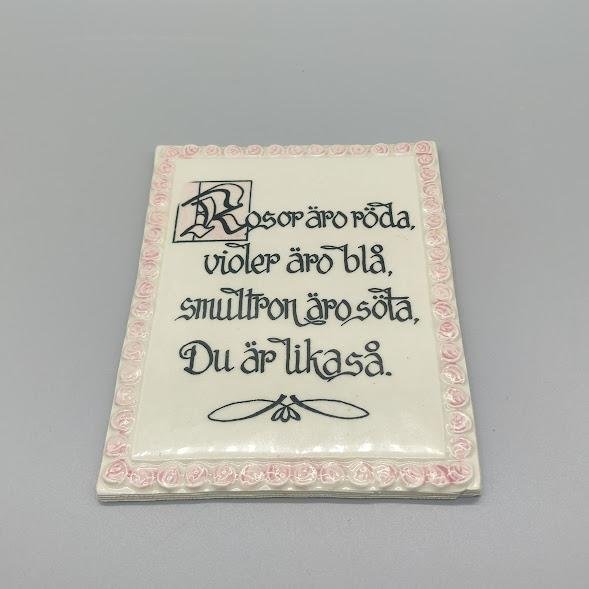 Rosor äro röda,
violer äro blå,
smultron äro söta,
Du är likaså.